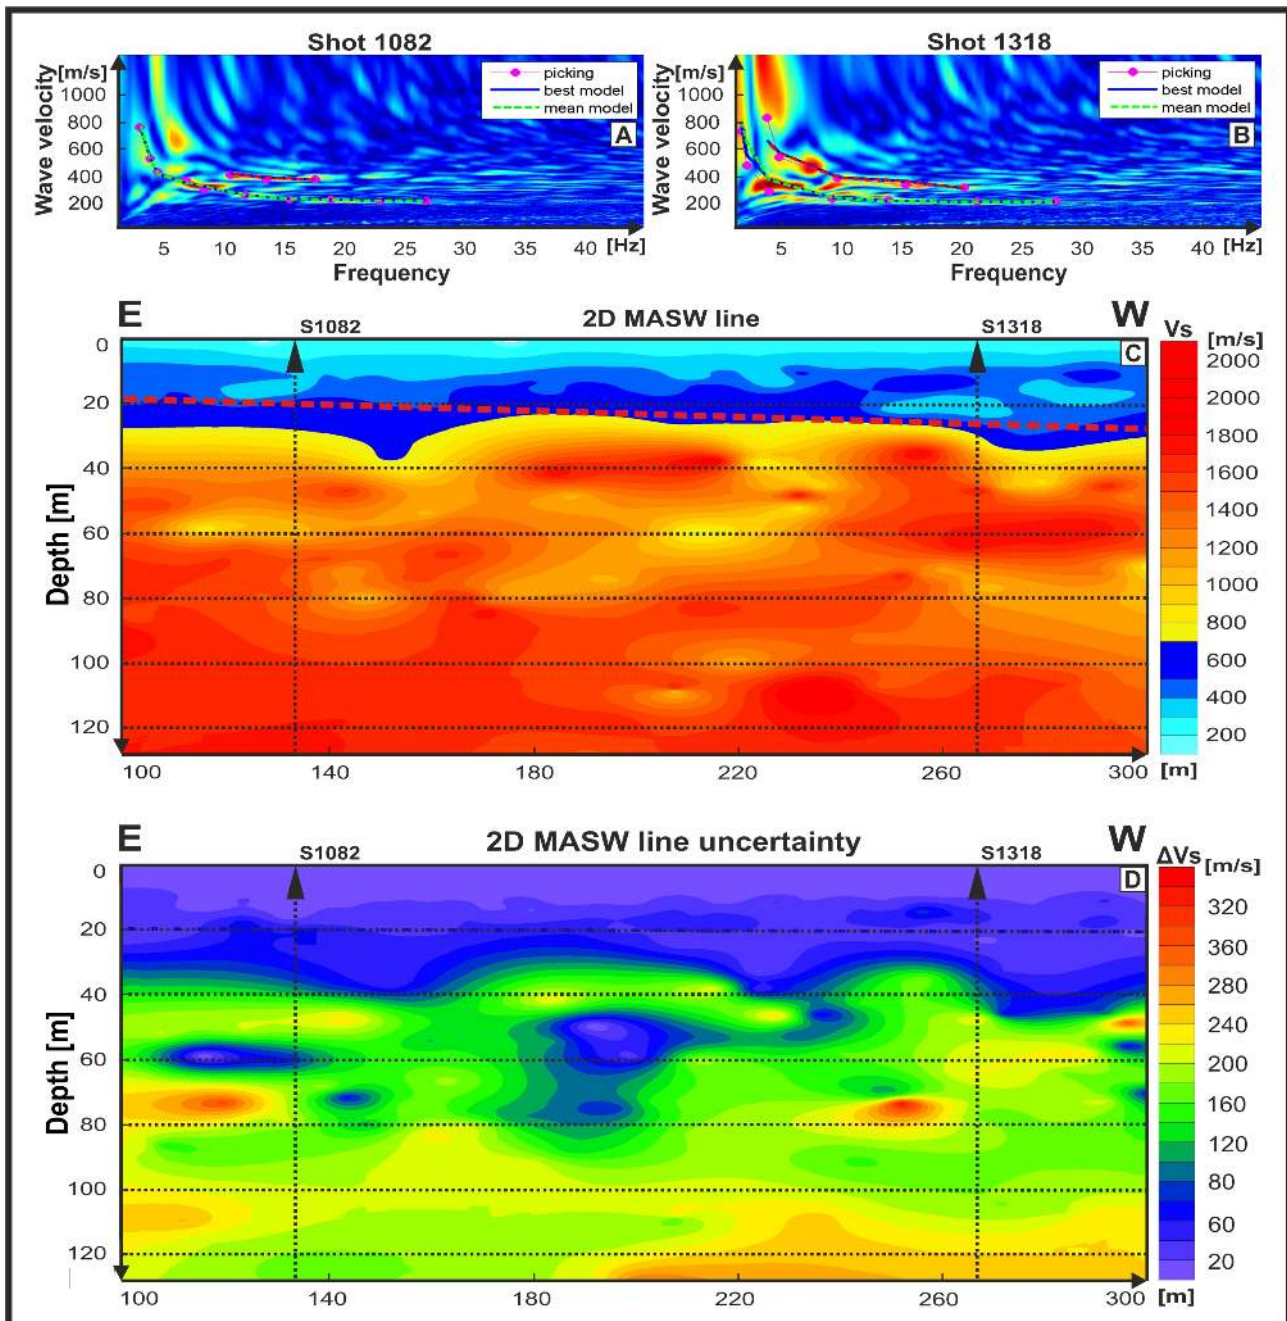 Shot 1082
Shot 1318
[m/s]
1000
800
600
400
200
Wave velocity
picking
best model
mean model
A
5 10 15 20 25 30 35 40 [Hz]
Frequency
[m/s]
1000
800
600
400
200
Wave velocity
picking
best model
mean model
B
5 10 15 20 25 30 35 40 [Hz]
Frequency
E
2D MASW line
W
S1082
S1318
C
Vs [m/s]
0
20
40
60
80
100
120
Depth [m]
2000
2000
1800
1600
1400
1200
1000
800
600
400
200
100 140 180 220 260 300 [m]
E
2D MASW line uncertainty
W
S1082
S1318
D
ΔVs [m/s]
0
20
40
60
80
100
120
Depth [m]
320
360
280
240
200
160
120
80
60
20
100 140 180 220 260 300 [m]